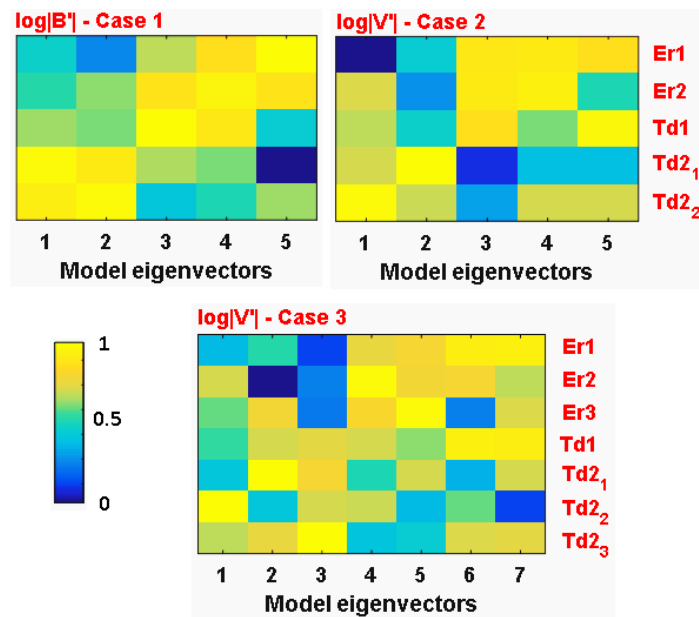 log|B'| - Case 1
1 2 3 4 5
Model eigenvectors
log|V'| - Case 2
Er1
Er2
Td1
Td2₁
Td2₂
1 2 3 4 5
Model eigenvectors
log|V'| - Case 3
1
0.5
0
Er1
Er2
Er3
Td1
Td2₁
Td2₂
Td2₃
1 2 3 4 5 6 7
Model eigenvectors